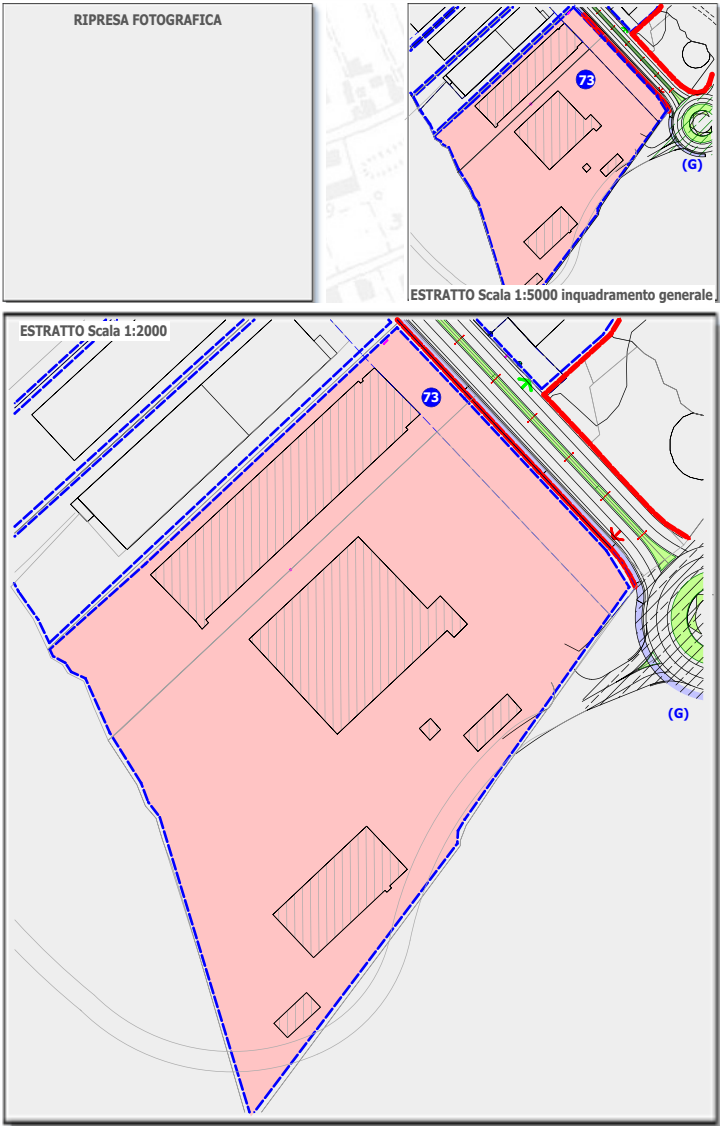 RIPRESA FOTOGRAFICA
73
(G)
ESTRATTO Scala 1:5000 inquadramento generale
ESTRATTO Scala 1:2000
73
(G)